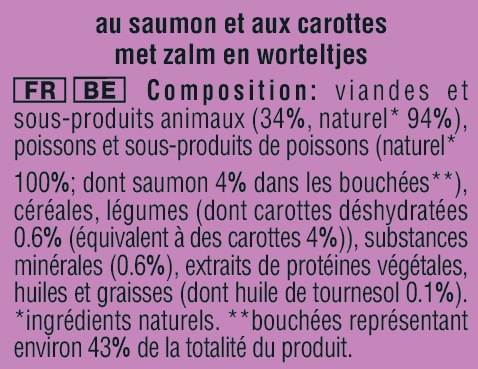 au saumon et aux carottes
met zalm en worteltjes
FR BE Composition: viandes et
sous-produits animaux (34%, naturel* 94%),
poissons et sous-produits de poissons (naturel*
100%; dont saumon 4% dans les bouchées**),
céréales, légumes (dont carottes déshydratées
0.6% (équivalent à des carottes 4%)), substances
minérales (0.6%), extraits de protéines végétales,
huiles et graisses (dont huile de tournesol 0.1%).
*ingrédients naturels. **bouchées représentant
environ 43% de la totalité du produit.